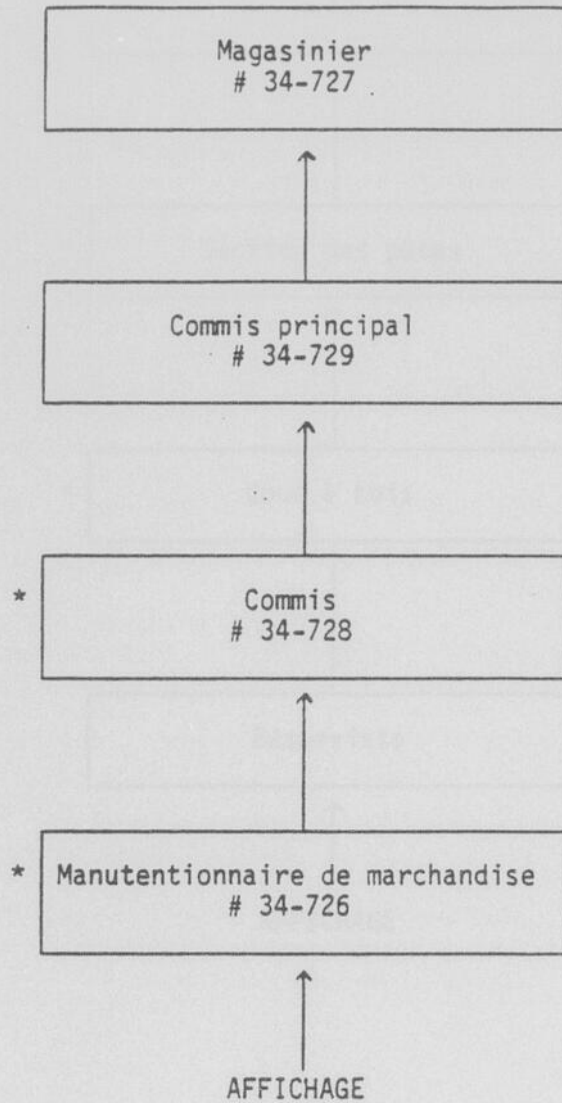 Magasinier
# 34-727
Commis principal
# 34-729
* Commis
# 34-728
* Manutentionnaire de marchandise
# 34-726
AFFICHAGE